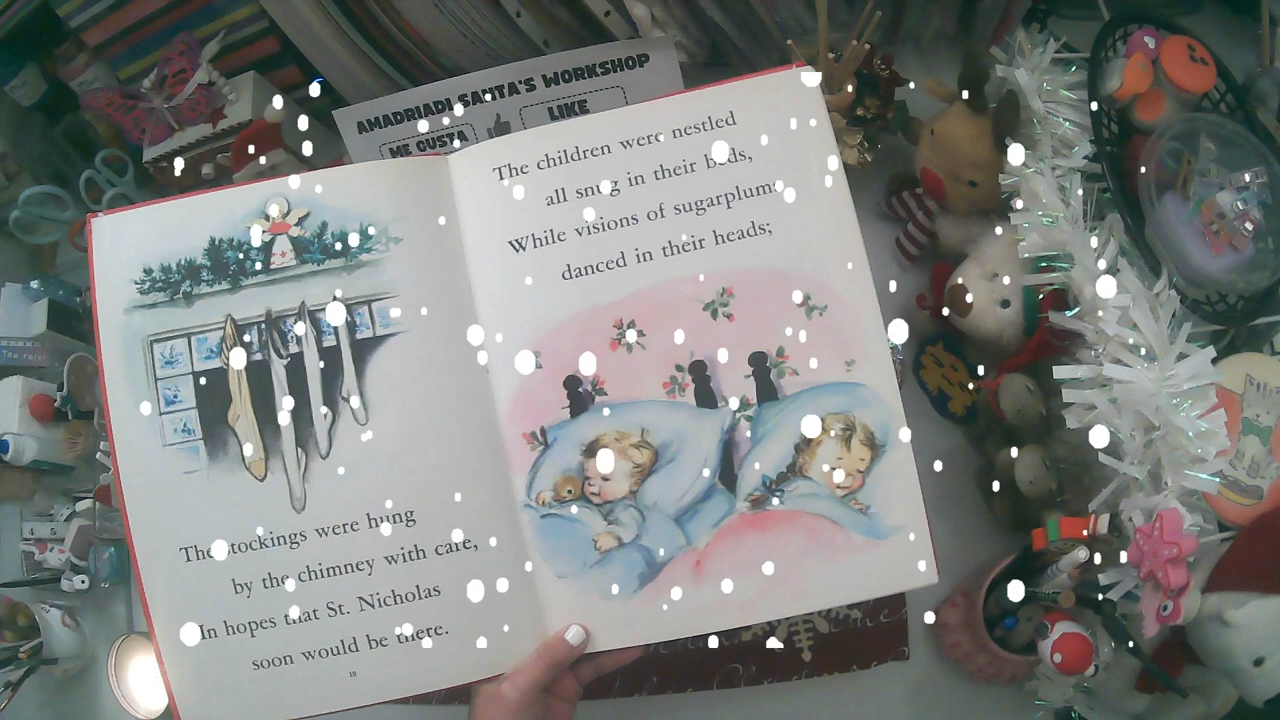 AMADRIADI SANTA'S WORKSHOP
ME GUSTA
LIKE
The stockings were hung
by the chimney with care,
In hopes that St. Nicholas
soon would be there.
10
The children were nestled
all snug in their beds,
While visions of sugarplums
danced in their heads;